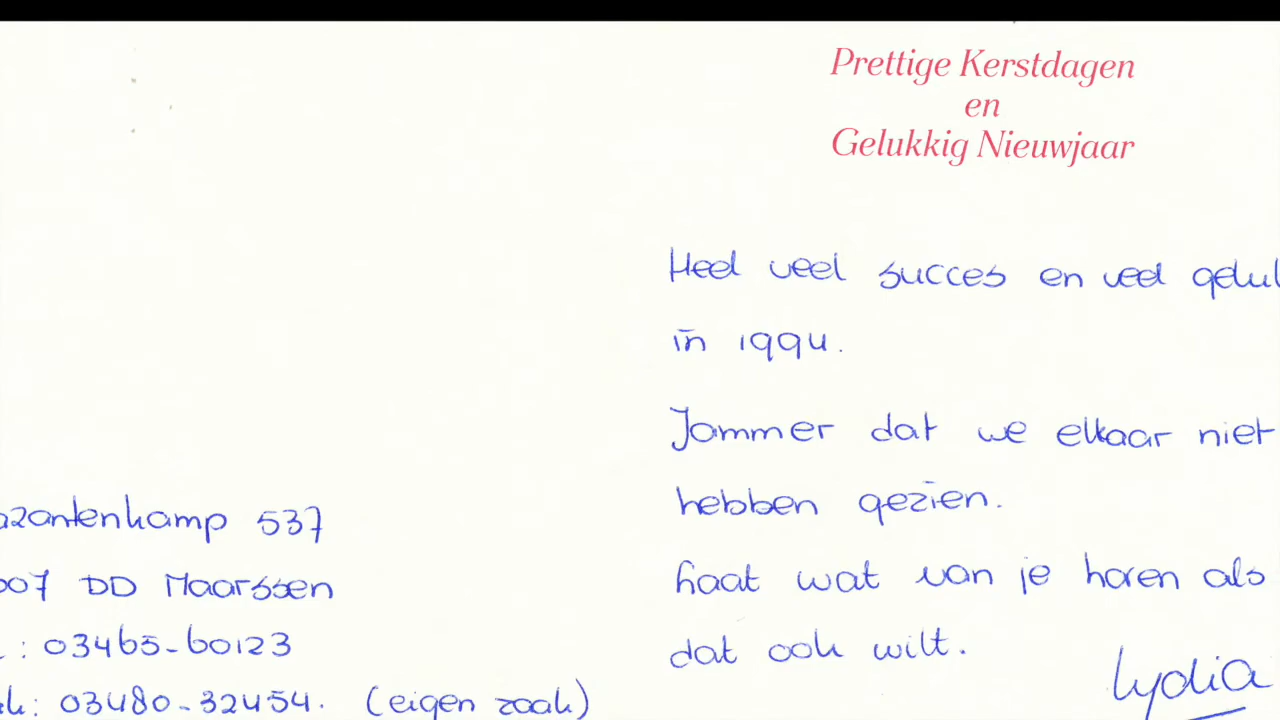 Prettige Kerstdagen
en
Gelukkig Nieuwjaar
Heel veel succes en veel geluk
in 1994.
Jammer dat we elkaar niet
hebben gezien.
Laat wat van je horen als
dat ook wilt.
Lydia
azantenkamp 537
007 DD Maarssen
: 03465-60123
k: 03480-32454. (eigen zaak)